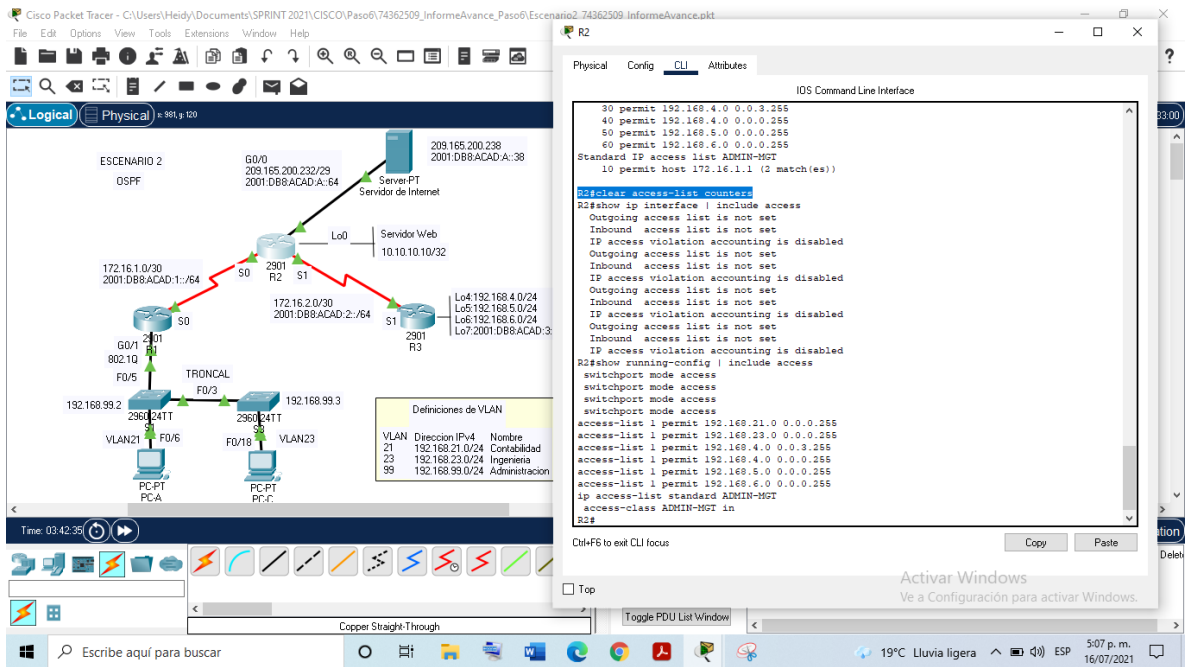 Cisco Packet Tracer - C:\Users\Heidy\Documents\SPRINT 2021\CISCO\Paso6\74362509_InformeAvance_Paso6\Escenario2_74362509_InformeAvance.pkt
File Edit Options View Tools Extensions Window Help
Logical Physical x: 981, y: 120
33:00
ESCENARIO 2
OSPF
G0/0
209.165.200.232/29
2001:DB8:ACAD:A::64
209.165.200.238
2001:DB8:ACAD:A::38
Server-PT
Servidor de Internet
Lo0
Servidor Web
10.10.10.10/32
2901
R2
S0
S1
172.16.1.0/30
2001:DB8:ACAD:1::/64
172.16.2.0/30
2001:DB8:ACAD:2::/64
S0
2901
R1
S1
2901
R3
Lo4:192.168.4.0/24
Lo5:192.168.5.0/24
Lo6:192.168.6.0/24
Lo7:2001:DB8:ACAD:3:
G0/1
802.1Q
F0/5
TRONCAL
F0/3
192.168.99.2
192.168.99.3
2960 24TT
S1
2960 24TT
S3
VLAN21
F0/6
F0/18
VLAN23
PC-PT
PC-A
PC-PT
PC-C
Definiciones de VLAN
VLAN Direccion IPv4 Nombre
21 192.168.21.0/24 Contabilidad
23 192.168.23.0/24 Ingenieria
99 192.168.99.0/24 Administracion
Time: 03:42:35
Copper Straight-Through
Toggle PDU List Window
R2
Physical Config CLI Attributes
IOS Command Line Interface
30 permit 192.168.4.0 0.0.3.255
40 permit 192.168.4.0 0.0.0.255
50 permit 192.168.5.0 0.0.0.255
60 permit 192.168.6.0 0.0.0.255
Standard IP access list ADMIN-MGT
10 permit host 172.16.1.1 (2 match(es))
R2#clear access-list counters
R2#show ip interface | include access
Outgoing access list is not set
Inbound access list is not set
IP access violation accounting is disabled
Outgoing access list is not set
Inbound access list is not set
IP access violation accounting is disabled
Outgoing access list is not set
Inbound access list is not set
IP access violation accounting is disabled
Outgoing access list is not set
Inbound access list is not set
IP access violation accounting is disabled
R2#show running-config | include access
switchport mode access
switchport mode access
switchport mode access
switchport mode access
access-list 1 permit 192.168.21.0 0.0.0.255
access-list 1 permit 192.168.23.0 0.0.0.255
access-list 1 permit 192.168.4.0 0.0.3.255
access-list 1 permit 192.168.4.0 0.0.0.255
access-list 1 permit 192.168.5.0 0.0.0.255
access-list 1 permit 192.168.6.0 0.0.0.255
ip access-list standard ADMIN-MGT
access-class ADMIN-MGT in
R2#
Ctrl+F6 to exit CLI focus
Copy Paste
Top
Activar Windows
Ve a Configuración para activar Windows.
Escribe aquí para buscar
19°C Lluvia ligera
ESP
5:07 p. m.
16/07/2021